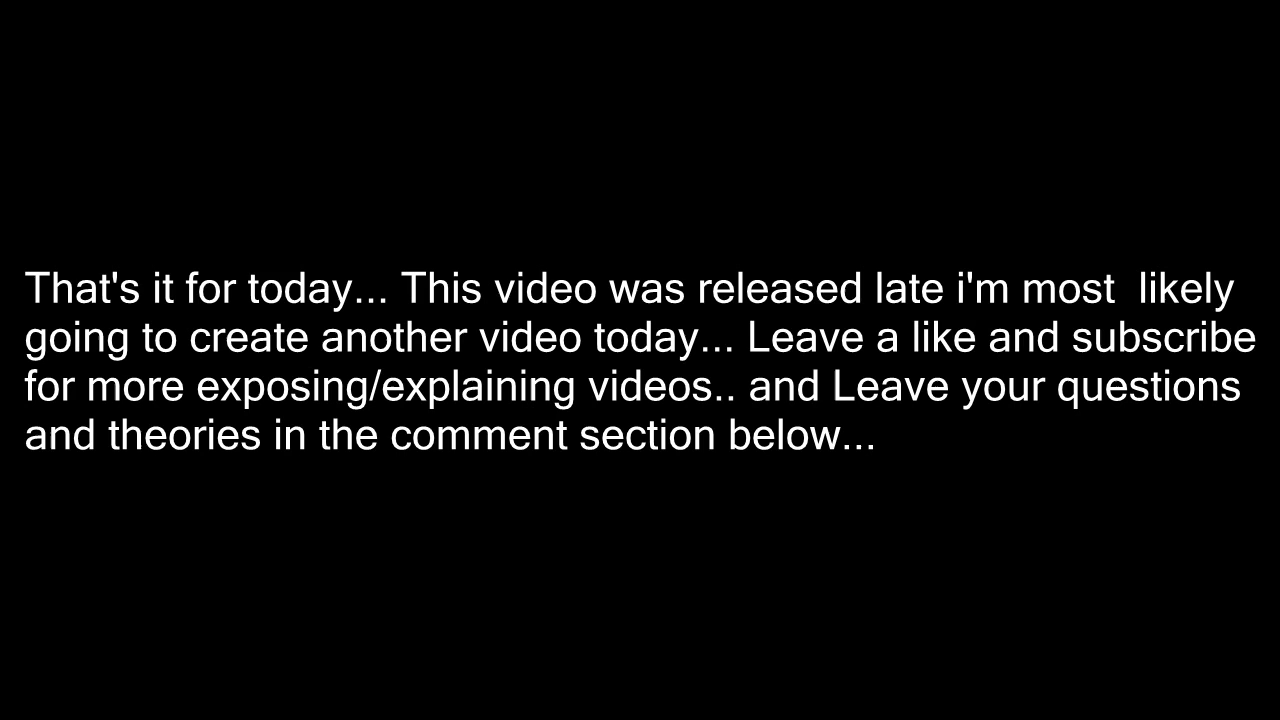 That's it for today... This video was released late i'm most  likely
going to create another video today... Leave a like and subscribe
for more exposing/explaining videos.. and Leave your questions
and theories in the comment section below...